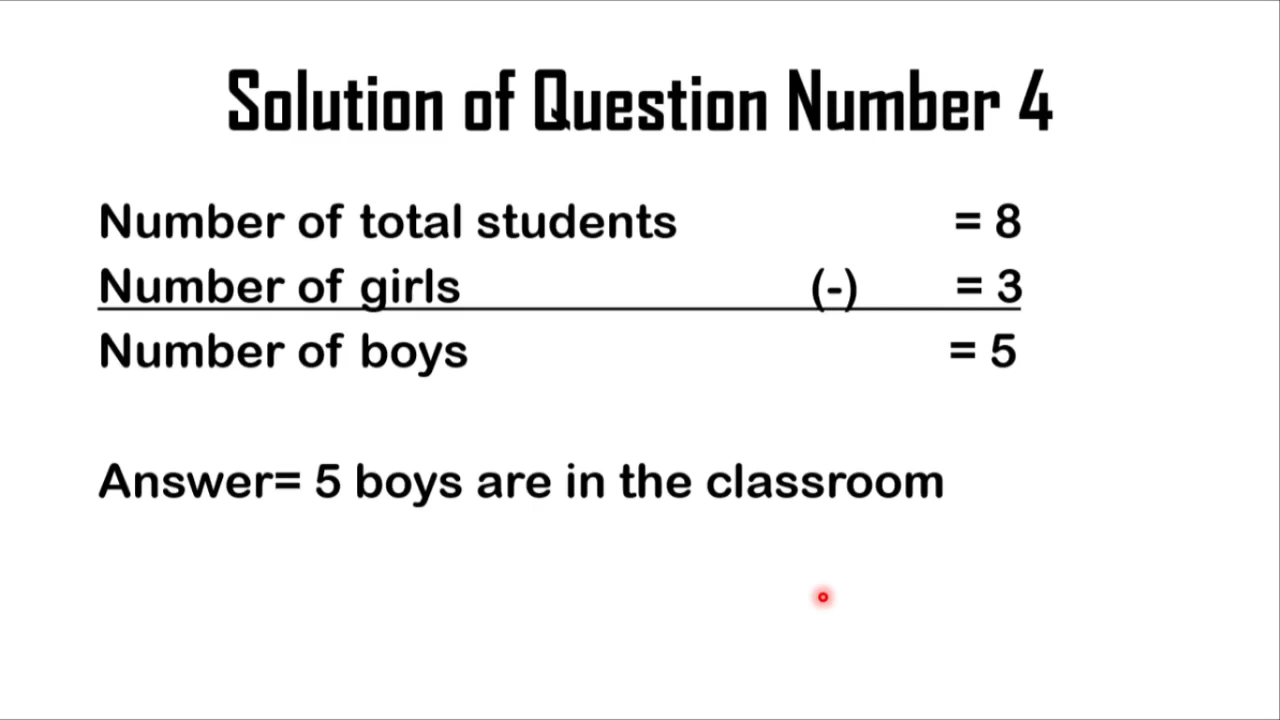 Solution of Question Number 4
Number of total students = 8
Number of girls (-) = 3
Number of boys = 5
Answer= 5 boys are in the classroom